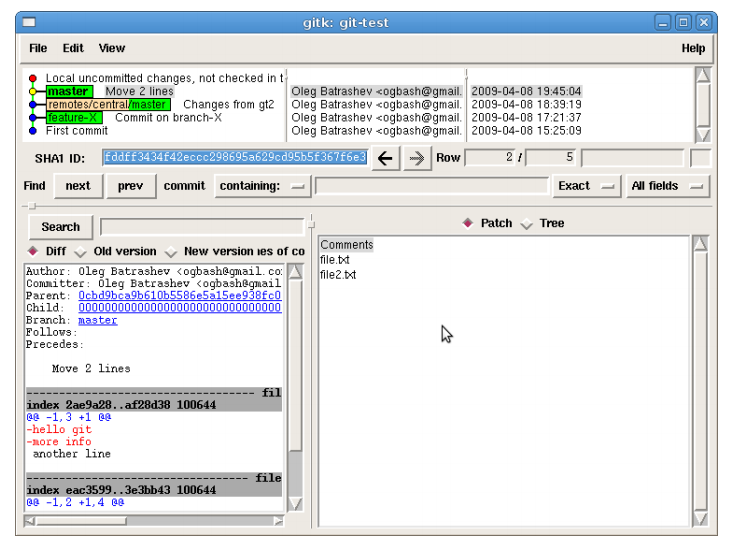 gitk: git-test
File Edit View Help
Local uncommitted changes, not checked in t
master Move 2 lines Oleg Batrashev <ogbash@gmail. 2009-04-08 19:45:04
remotes/central/master Changes from gt2 Oleg Batrashev <ogbash@gmail. 2009-04-08 18:39:19
feature-X Commit on branch-X Oleg Batrashev <ogbash@gmail. 2009-04-08 17:21:37
First commit Oleg Batrashev <ogbash@gmail. 2009-04-08 15:25:09
SHA1 ID: fddff3434f42eccc298695a629cd95b5f367f6e3 Row 2 / 5
Find next prev commit containing: Exact All fields
Search
Patch Tree
Diff Old version New version ies of co
Comments
file.txt
file2.txt
Author: Oleg Batrashev <ogbash@gmail.co
Committer: Oleg Batrashev <ogbash@gmail
Parent: 0cbd9bca9b610b5586e5a15ee938fc0
Child: 0000000000000000000000000000000
Branch: master
Follows:
Precedes:
Move 2 lines
---------------------------------- fil
index 2ae9a28..af28d38 100644
@@ -1,3 +1 @@
-hello git
-more info
another line
--------------------------------- file
index eac3599..3e3bb43 100644
@@ -1,2 +1,4 @@